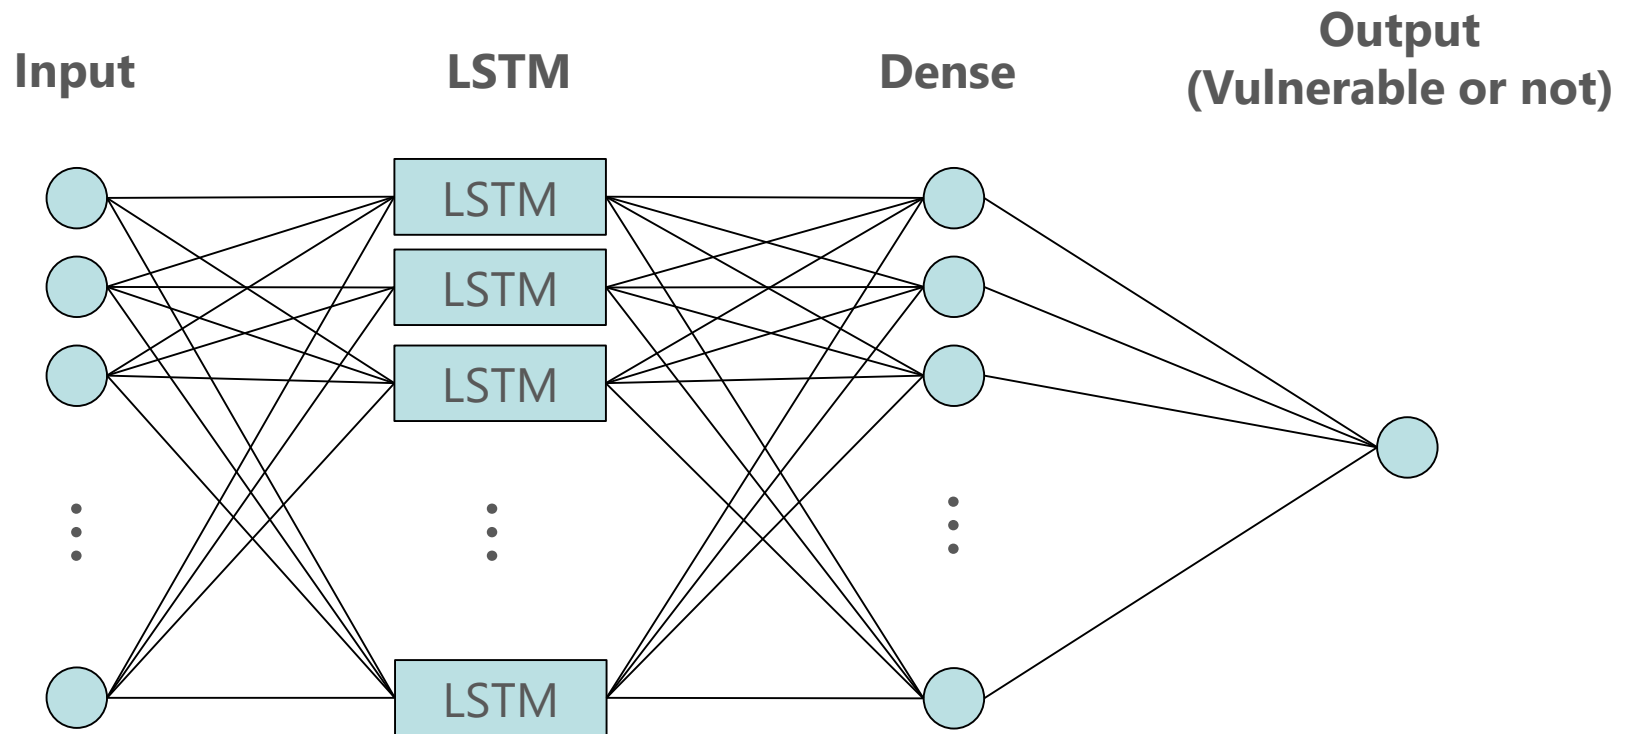 Input
LSTM
Dense
Output
(Vulnerable or not)
LSTM
LSTM
LSTM
LSTM